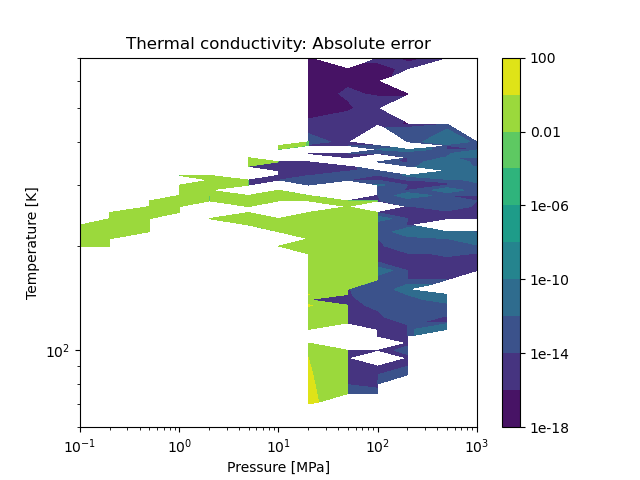 Thermal conductivity: Absolute error
Temperature [K]
10²
10⁻¹ 10⁰ 10¹ 10² 10³
Pressure [MPa]
100
0.01
1e-06
1e-10
1e-14
1e-18